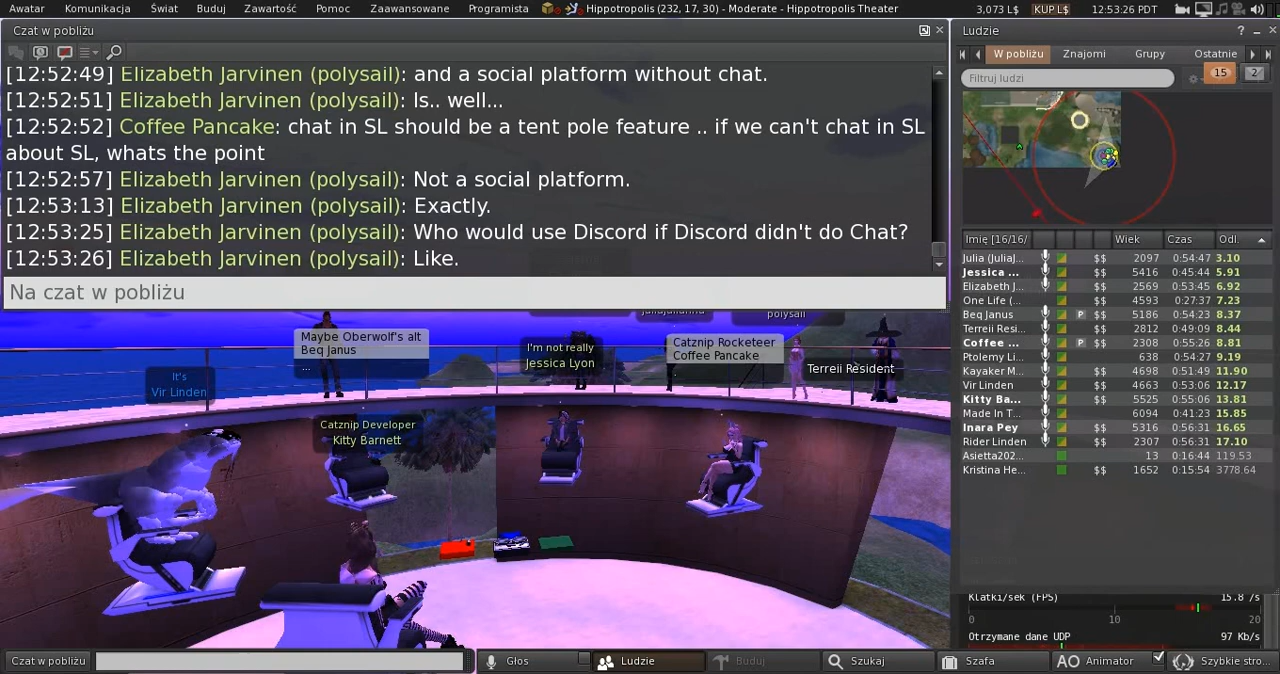 Awatar Komunikacja Świat Buduj Zawartość Pomoc Zaawansowane Programista Hippotropolis (232, 17, 30) - Moderate - Hippotropolis Theater 3,073 L$ KUP L$ 12:53:26 PDT
Czat w pobliżu
[12:52:49] Elizabeth Jarvinen (polysail): and a social platform without chat.
[12:52:51] Elizabeth Jarvinen (polysail): Is.. well...
[12:52:52] Coffee Pancake: chat in SL should be a tent pole feature .. if we can't chat in SL
about SL, whats the point
[12:52:57] Elizabeth Jarvinen (polysail): Not a social platform.
[12:53:13] Elizabeth Jarvinen (polysail): Exactly.
[12:53:25] Elizabeth Jarvinen (polysail): Who would use Discord if Discord didn't do Chat?
[12:53:26] Elizabeth Jarvinen (polysail): Like.
Na czat w pobliżu
polysail
Maybe Oberwolf's alt
Beq Janus
...
I'm not really
Jessica Lyon
Catznip Rocketeer
Coffee Pancake
.
Terreii Resident
It's
Vir Linden
Catznip Developer
Kitty Barnett
Ludzie ?
W pobliżu Znajomi Grupy Ostatnie
Filtruj ludzi 15 2
Imię [16/16/ Wiek Czas Odl.
Julia (JuliaJ... $$ 2097 0:54:47 3.10
Jessica ... $$ 5416 0:45:44 5.91
Elizabeth J... $$ 2569 0:53:45 6.92
One Life (... $$ 4593 0:27:37 7.23
Beq Janus P $$ 5186 0:54:23 8.37
Terreii Resi... $$ 2812 0:49:09 8.44
Coffee ... P $$ 2308 0:55:26 8.81
Ptolemy Li... 638 0:54:27 9.19
Kayaker M... $$ 4698 0:51:49 11.90
Vir Linden $$ 4663 0:53:06 12.17
Kitty Ba... $$ 5525 0:55:06 13.81
Made In T... 6094 0:41:23 15.85
Inara Pey $$ 5316 0:56:31 16.65
Rider Linden $$ 2307 0:56:31 17.10
Asietta202... 13 0:16:44 119.53
Kristina He... $$ 1652 0:15:54 3778.64
Klatki/sek (FPS) 15.8 /s
0 10 20
Otrzymane dane UDP 97 Kb/s
Czat w pobliżu Głos Ludzie Buduj Szukaj Szafa AO Animator Szybkie stro...